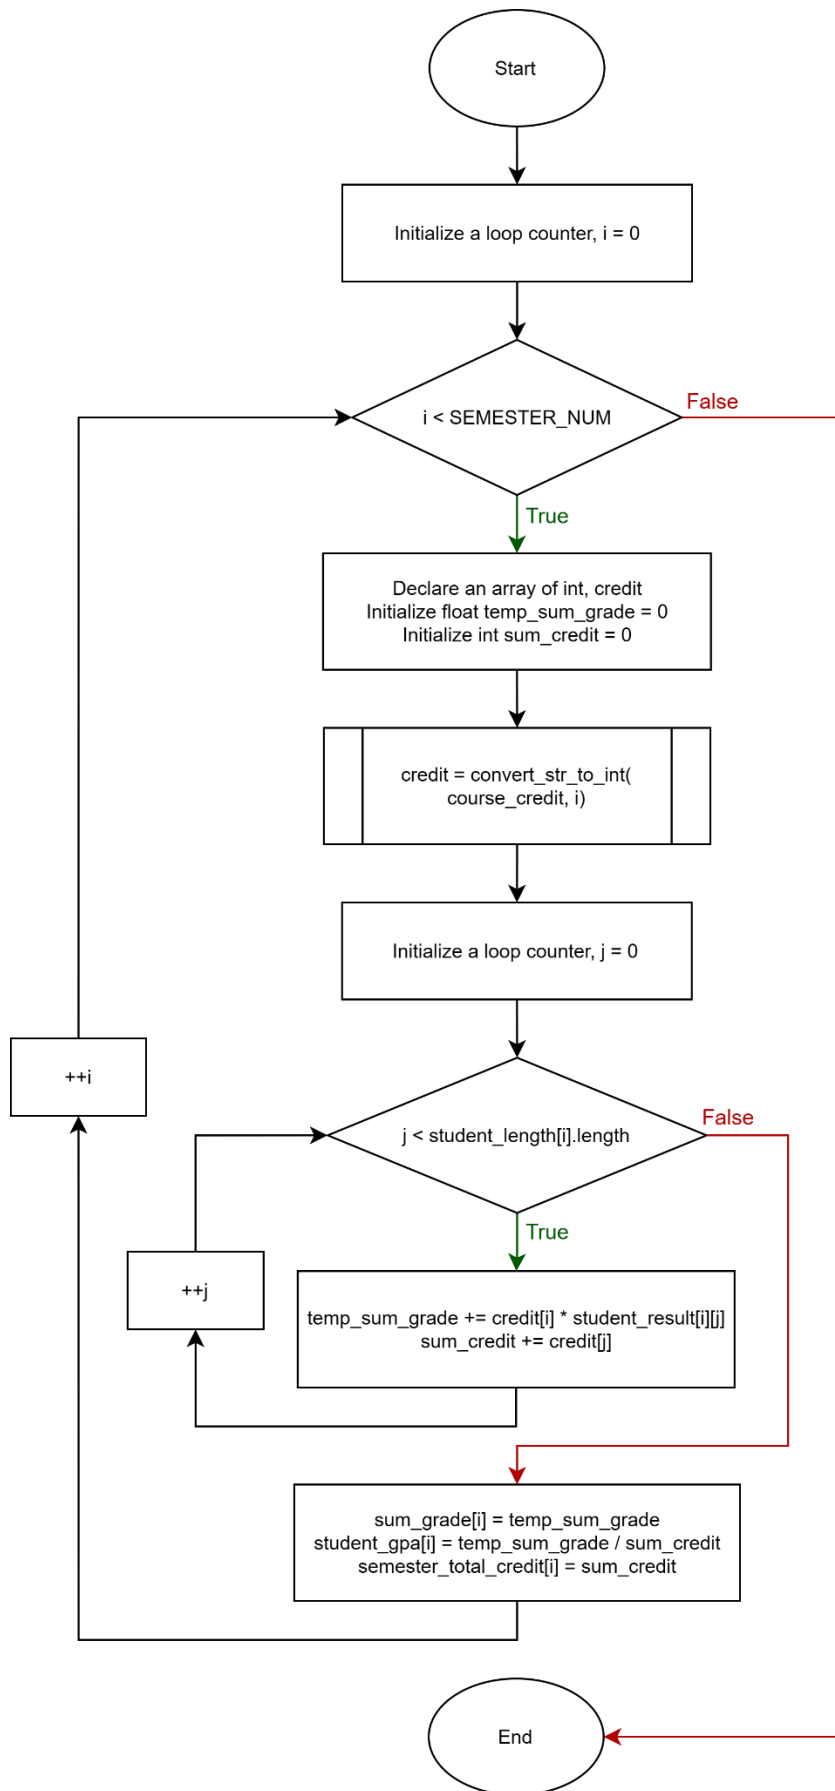 Start
Initialize a loop counter, i = 0
i < SEMESTER_NUM
False
True
Declare an array of int, credit
Initialize float temp_sum_grade = 0
Initialize int sum_credit = 0
credit = convert_str_to_int(
course_credit, i)
Initialize a loop counter, j = 0
++i
j < student_length[i].length
False
True
++j
temp_sum_grade += credit[i] * student_result[i][j]
sum_credit += credit[j]
sum_grade[i] = temp_sum_grade
student_gpa[i] = temp_sum_grade / sum_credit
semester_total_credit[i] = sum_credit
End